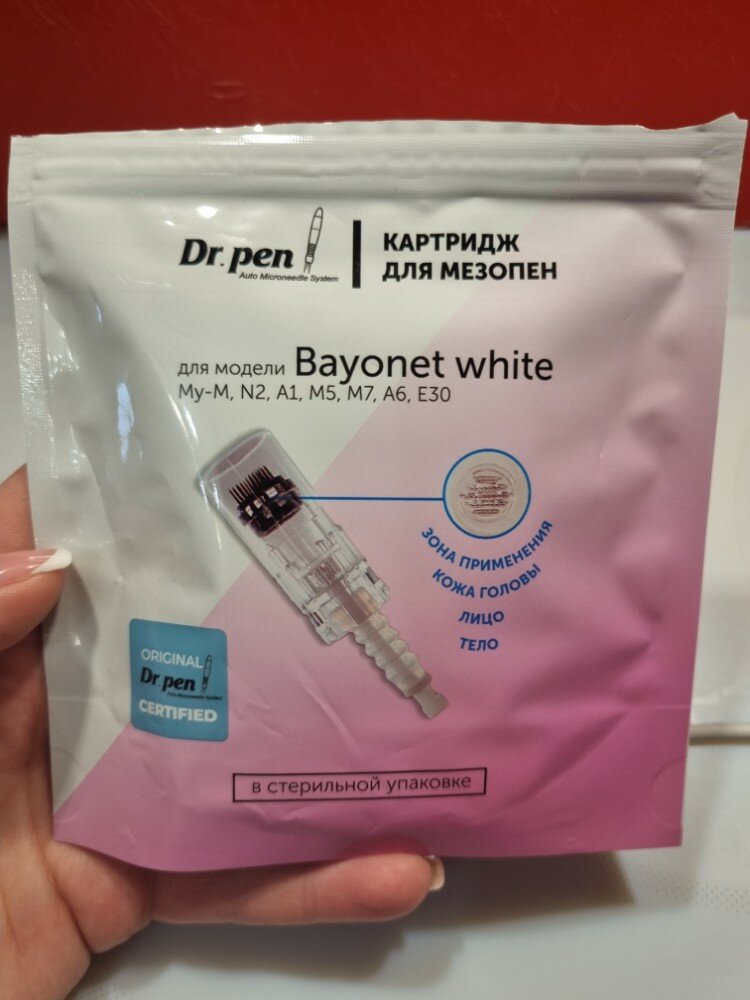 Dr.pen
Auto Microneedle System
КАРТРИДЖ
ДЛЯ МЕЗОПЕН
для модели Bayonet white
My-M, N2, A1, M5, M7, A6, E30
ЗОНА ПРИМЕНЕНИЯ
КОЖА ГОЛОВЫ
ЛИЦО
ТЕЛО
ORIGINAL
Dr.pen
Auto Microneedle System
CERTIFIED
в стерильной упаковке